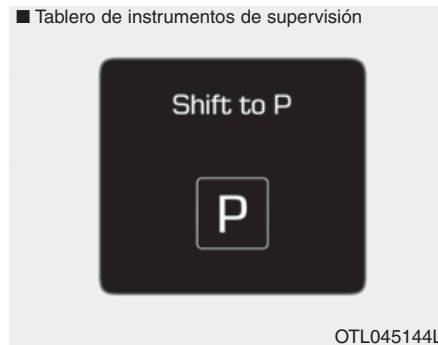 ■ Tablero de instrumentos de supervisión
Shift to P
P
OTL045144L